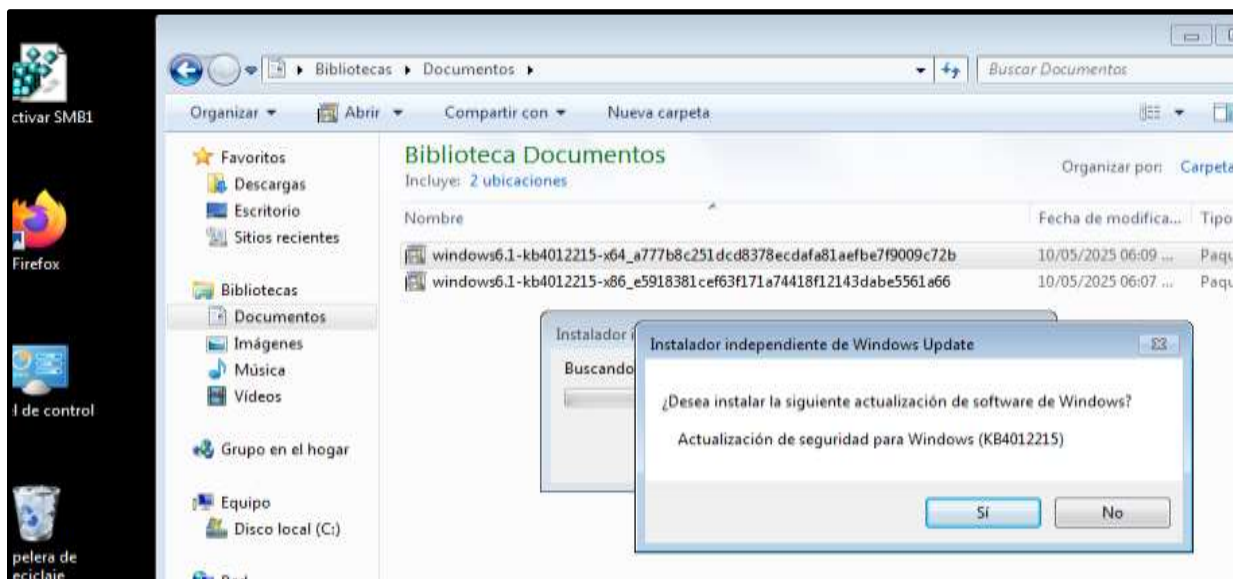 ctivar SMB1
Firefox
l de control
pelera de
eciclaje
Bibliotecas
Documentos
Buscar Documentos
Organizar
Abrir
Compartir con
Nueva carpeta
Favoritos
Descargas
Escritorio
Sitios recientes
Bibliotecas
Documentos
Imágenes
Música
Vídeos
Grupo en el hogar
Equipo
Disco local (C:)
Red
Biblioteca Documentos
Incluye: 2 ubicaciones
Organizar por: Carpeta
Nombre Fecha de modifica... Tipo
windows6.1-kb4012215-x64_a777b8c251dcd8378ecdafa81aefbe7f9009c72b 10/05/2025 06:09 ... Paqu
windows6.1-kb4012215-x86_e5918381cef63f171a74418f12143dabe5561a66 10/05/2025 06:07 ... Paqu
Instalador i
Buscando
Instalador independiente de Windows Update
¿Desea instalar la siguiente actualización de software de Windows?
Actualización de seguridad para Windows (KB4012215)
Sí
No